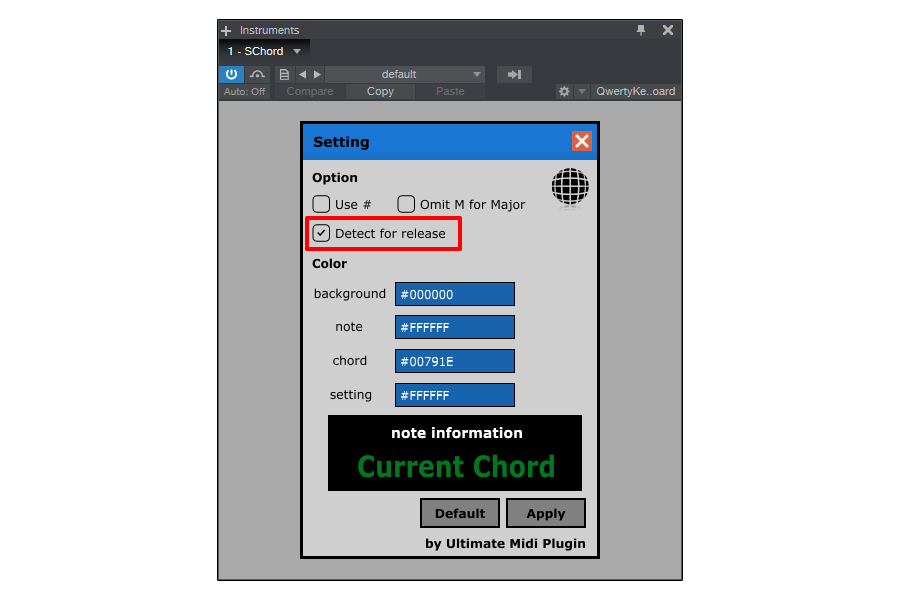 Instruments
1 - SChord
default
Auto: Off
Compare
Copy
Paste
QwertyKe..oard
Setting
Option
Use #
Omit M for Major
Detect for release
Color
background
#000000
note
#FFFFFF
chord
#00791E
setting
#FFFFFF
note information
Current Chord
Default
Apply
by Ultimate Midi Plugin